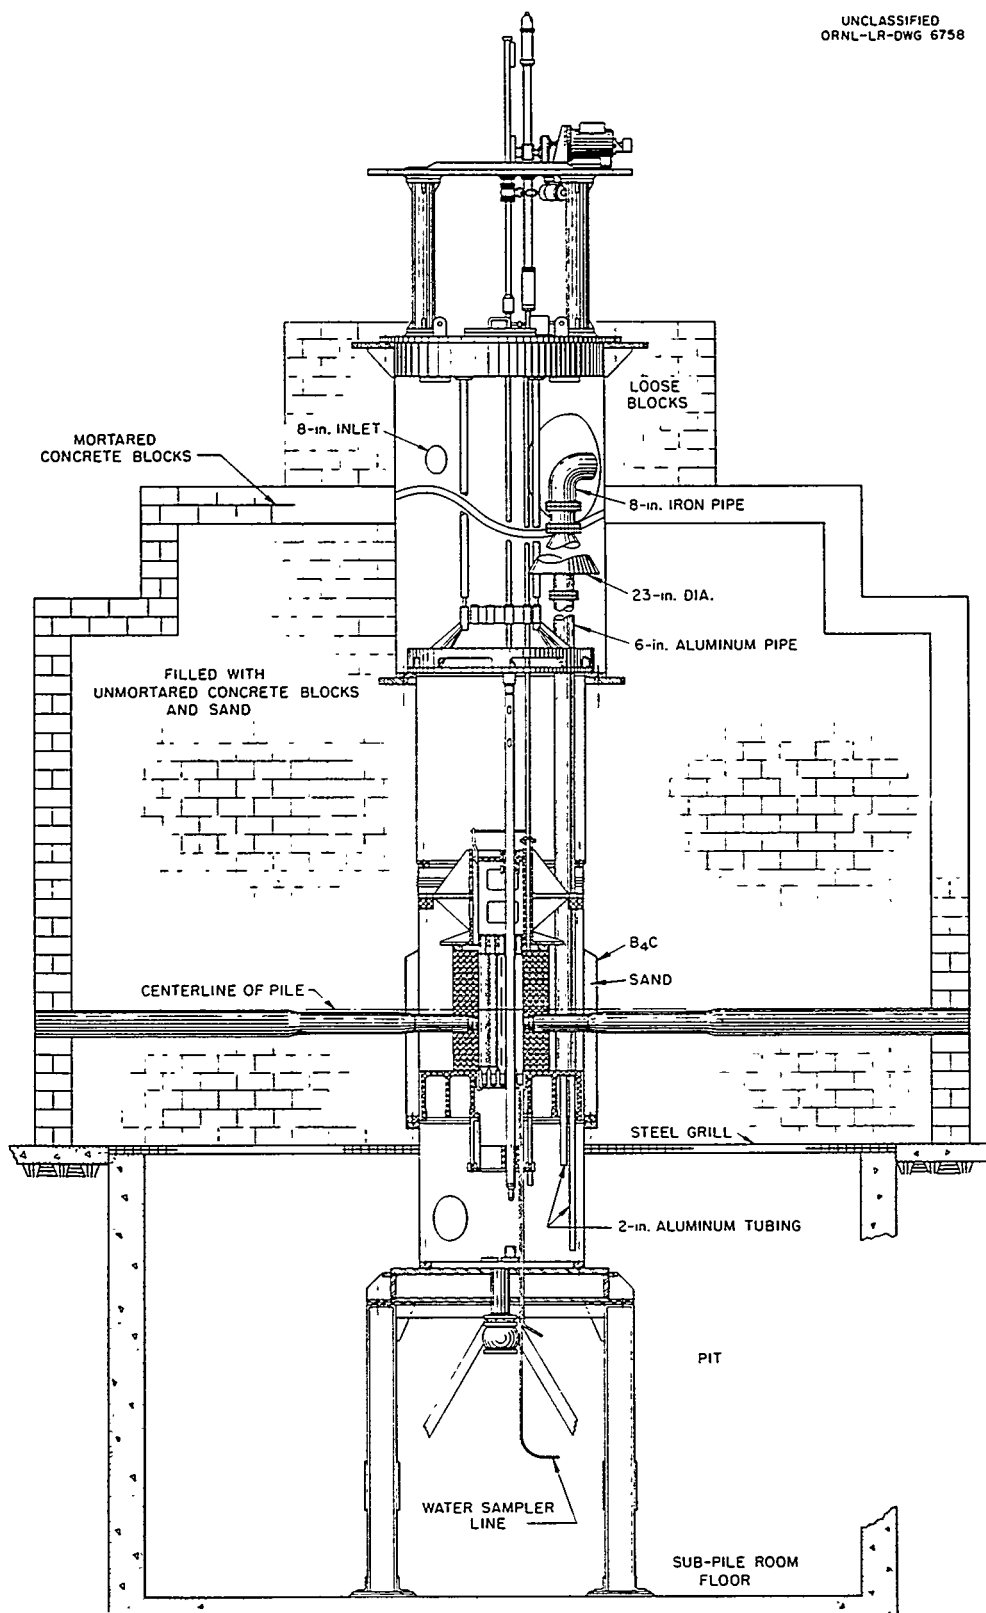 UNCLASSIFIED
ORNL-LR-DWG 6758
LOOSE
BLOCKS
8-in. INLET
MORTARED
CONCRETE BLOCKS
8-in. IRON PIPE
23-in. DIA.
6-in. ALUMINUM PIPE
FILLED WITH
UNMORTARED CONCRETE BLOCKS
AND SAND
B₄C
SAND
CENTERLINE OF PILE
STEEL GRILL
2-in. ALUMINUM TUBING
PIT
WATER SAMPLER
LINE
SUB-PILE ROOM
FLOOR